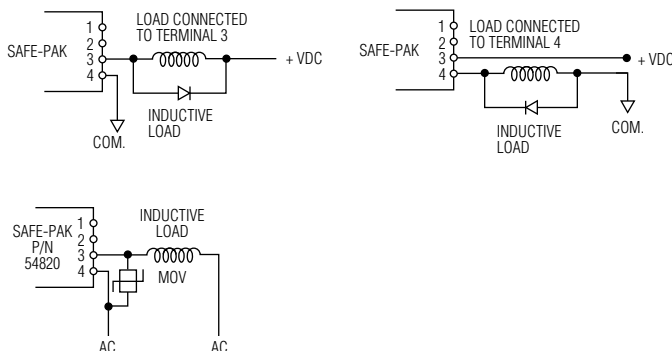 LOAD CONNECTED
TO TERMINAL 3
SAFE-PAK
1
2
3
4
+ VDC
INDUCTIVE
LOAD
COM.
LOAD CONNECTED
TO TERMINAL 4
SAFE-PAK
1
2
3
4
+ VDC
INDUCTIVE
LOAD
COM.
SAFE-PAK
P/N
54820
1
2
3
4
INDUCTIVE
LOAD
MOV
AC
AC